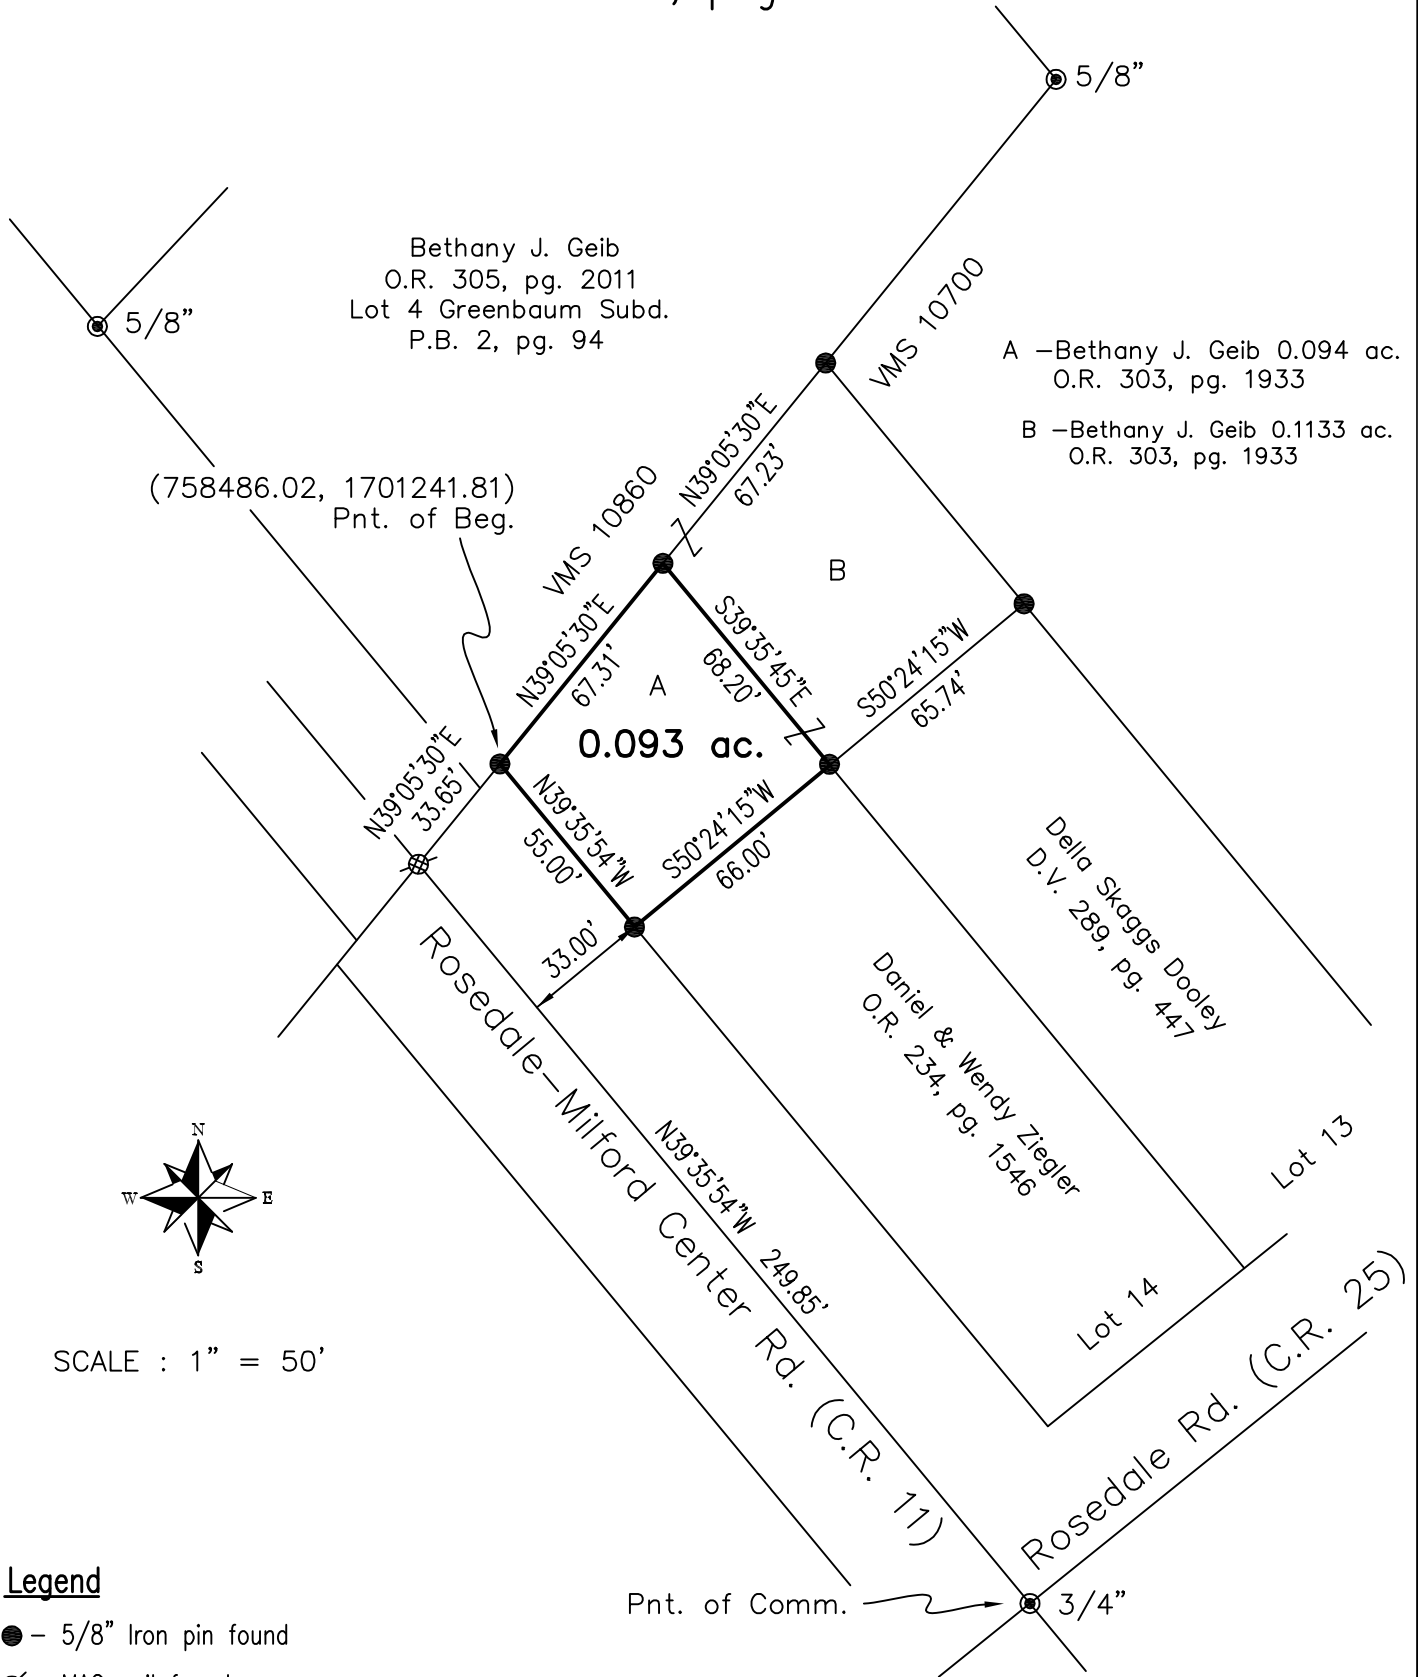 5/8"
Bethany J. Geib
O.R. 305, pg. 2011
Lot 4 Greenbaum Subd.
P.B. 2, pg. 94
5/8"
VMS 10700
A -Bethany J. Geib 0.094 ac.
O.R. 303, pg. 1933
B -Bethany J. Geib 0.1133 ac.
O.R. 303, pg. 1933
N39°05'30"E
67.23'
(758486.02, 1701241.81)
Pnt. of Beg.
VMS 10860
B
N39°05'30"E
67.31'
S39°35'45"E
68.20'
A
0.093 ac.
S50°24'15"W
65.74'
N39°05'30"E
33.65'
N39°35'54"W
55.00'
S50°24'15"W
66.00'
33.00'
Della Skaggs Dooley
D.V. 289, pg. 447
Daniel & Wendy Ziegler
O.R. 234, pg. 1546
Rosedale-Milford Center Rd. (C.R. 11)
N39°35'54"W 249.85'
Lot 13
Lot 14
N
W
E
S
SCALE : 1" = 50'
Rosedale Rd. (C.R. 25)
Pnt. of Comm.
3/4"
Legend
- 5/8" Iron pin found